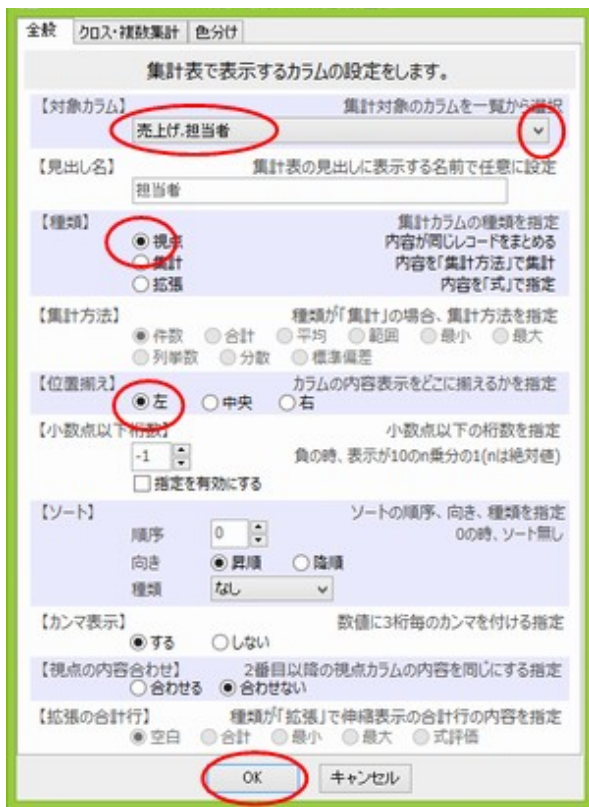 全般 クロス・複数集計 色分け
集計表で表示するカラムの設定をします。
【対象カラム】 集計対象のカラムを一覧から選択
売上げ.担当者
【見出し名】 集計表の見出しに表示する名前で任意に設定
担当者
【種類】 集計カラムの種類を指定
視点 内容が同じレコードをまとめる
集計 内容を「集計方法」で集計
拡張 内容を「式」で指定
【集計方法】 種類が「集計」の場合、集計方法を指定
件数 合計 平均 範囲 最小 最大
列挙数 分散 標準偏差
【位置揃え】 カラムの内容表示をどこに揃えるかを指定
左 中央 右
【小数点以下桁数】 小数点以下の桁数を指定
-1 負の時、表示が10のn乗分の1(nは絶対値)
指定を有効にする
【ソート】 ソートの順序、向き、種類を指定
順序 0 0の時、ソート無し
向き 昇順 降順
種類 なし
【カンマ表示】 数値に3桁毎のカンマを付ける指定
する しない
【視点の内容合わせ】 2番目以降の視点カラムの内容を同じにする指定
合わせる 合わせない
【拡張の合計行】 種類が「拡張」で伸縮表示の合計行の内容を指定
空白 合計 最小 最大 式評価
OK キャンセル